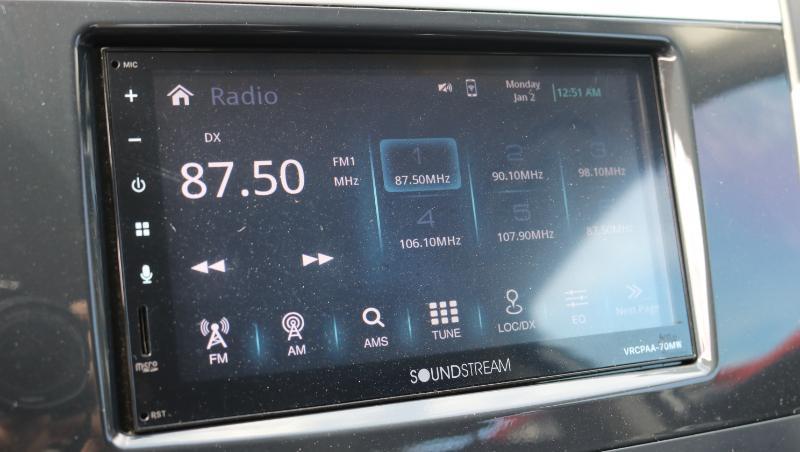 MIC
Radio
Monday
Jan 2
12:51 AM
DX
87.50
FM1
MHz
1
87.50MHz
2
90.10MHz
3
98.10MHz
4
106.10MHz
5
107.90MHz
87.50MHz
FM
AM
AMS
TUNE
LOC/DX
EQ
Next Page
micro
SOUNDSTREAM
VRCPAA-70MW
RST